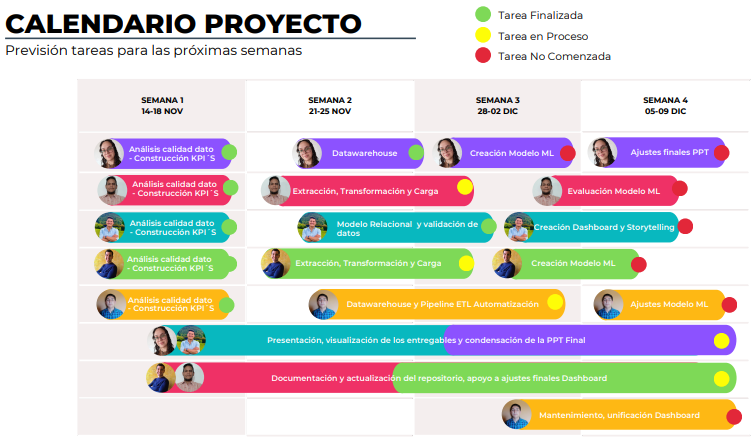 CALENDARIO PROYECTO
Previsión tareas para las próximas semanas
Tarea Finalizada
Tarea en Proceso
Tarea No Comenzada
SEMANA 1
14-18 NOV
SEMANA 2
21-25 NOV
SEMANA 3
28-02 DIC
SEMANA 4
05-09 DIC
Análisis calidad dato
- Construcción KPI´S
Datawarehouse
Creación Modelo ML
Ajustes finales PPT
Análisis calidad dato
- Construcción KPI´S
Extracción, Transformación y Carga
Evaluación Modelo ML
Análisis calidad dato
- Construcción KPI´S
Modelo Relacional y validación de
datos
Creación Dashboard y Storytelling
Análisis calidad dato
- Construcción KPI´S
Extracción, Transformación y Carga
Creación Modelo ML
Análisis calidad dato
- Construcción KPI´S
Datawarehouse y Pipeline ETL Automatización
Ajustes Modelo ML
Presentación, visualización de los entregables y condensación de la PPT Final
Documentación y actualización del repositorio, apoyo a ajustes finales Dashboard
Mantenimiento, unificación Dashboard